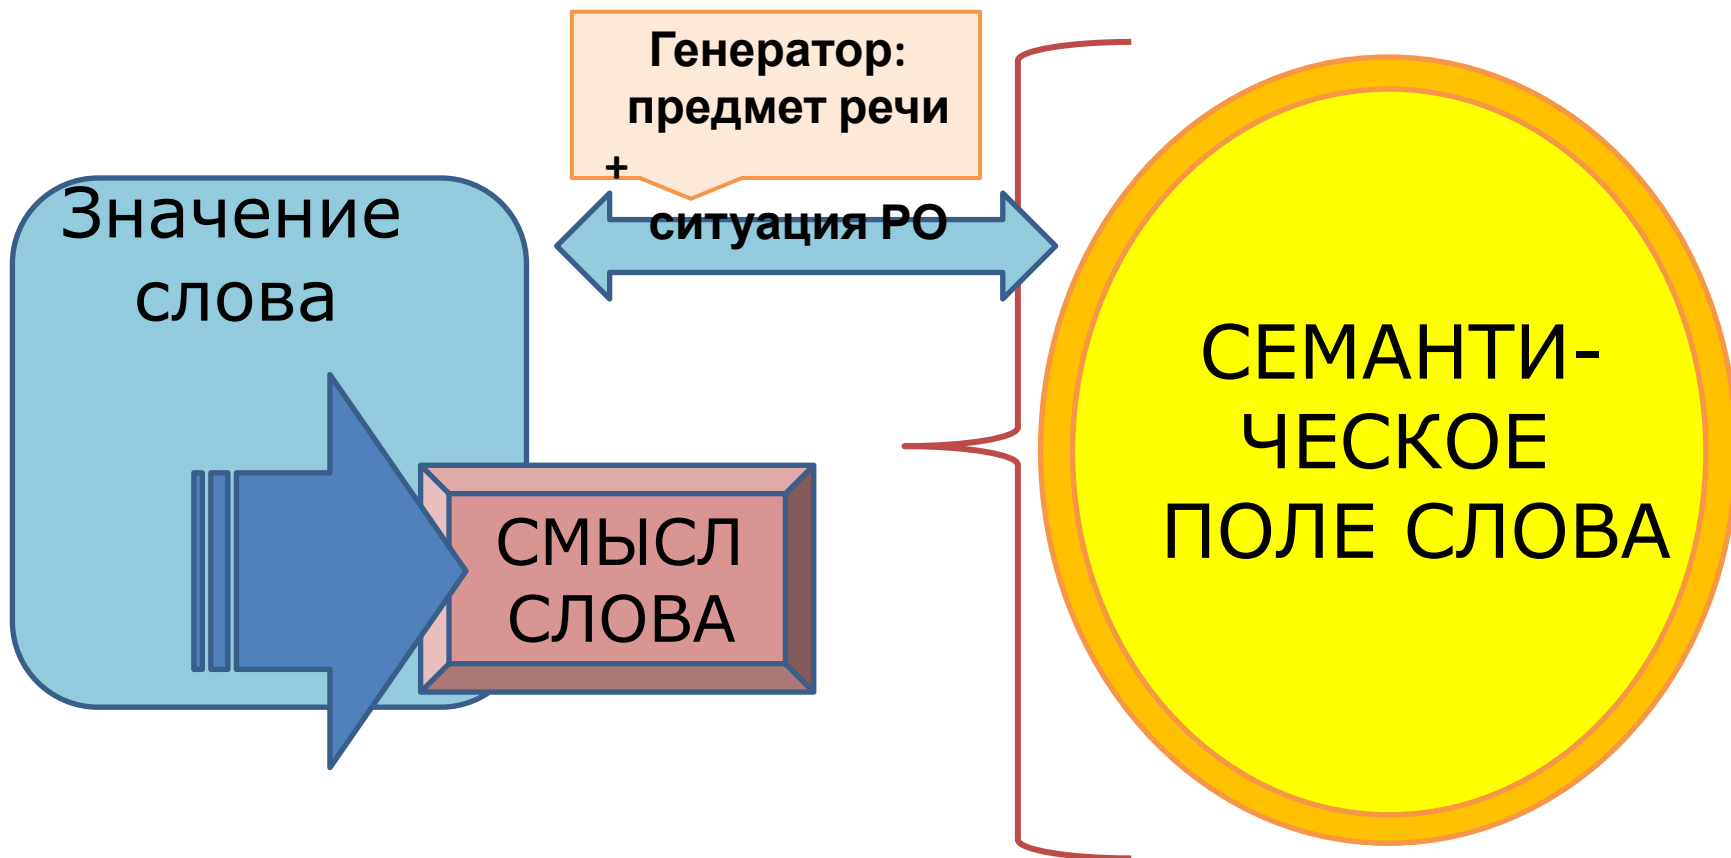 Генератор:
предмет речи
+
ситуация РО
Значение
слова
СМЫСЛ
СЛОВА
СЕМАНТИ-
ЧЕСКОЕ
ПОЛЕ СЛОВА